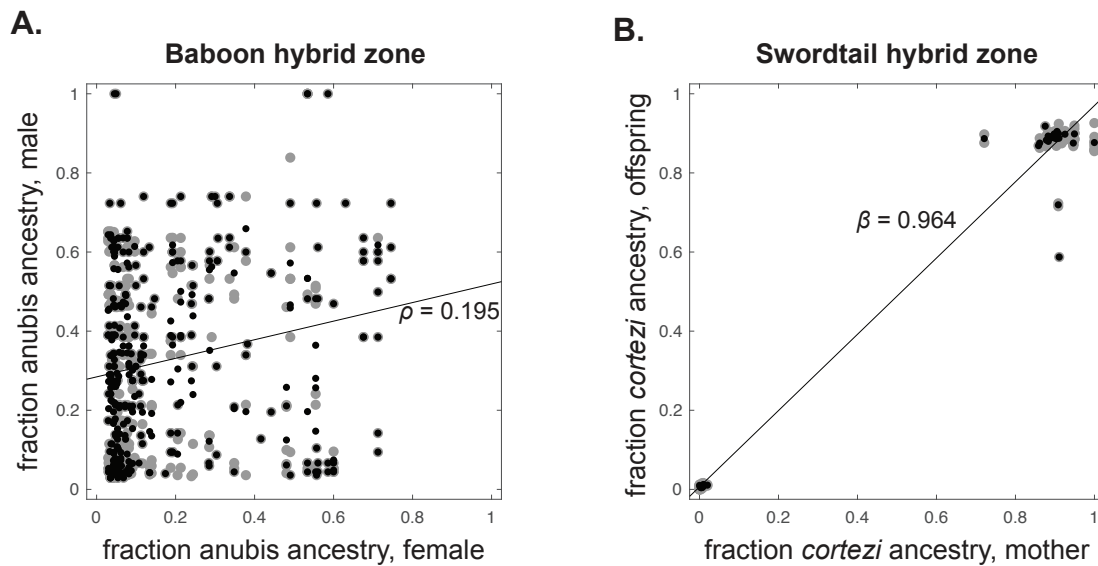 A.
Baboon hybrid zone
fraction anubis ancestry, male
1
0.8
0.6
0.4
0.2
0
ρ = 0.195
0 0.2 0.4 0.6 0.8 1
fraction anubis ancestry, female
B.
Swordtail hybrid zone
fraction cortezi ancestry, offspring
1
0.8
0.6
0.4
0.2
0
β = 0.964
0 0.2 0.4 0.6 0.8 1
fraction cortezi ancestry, mother